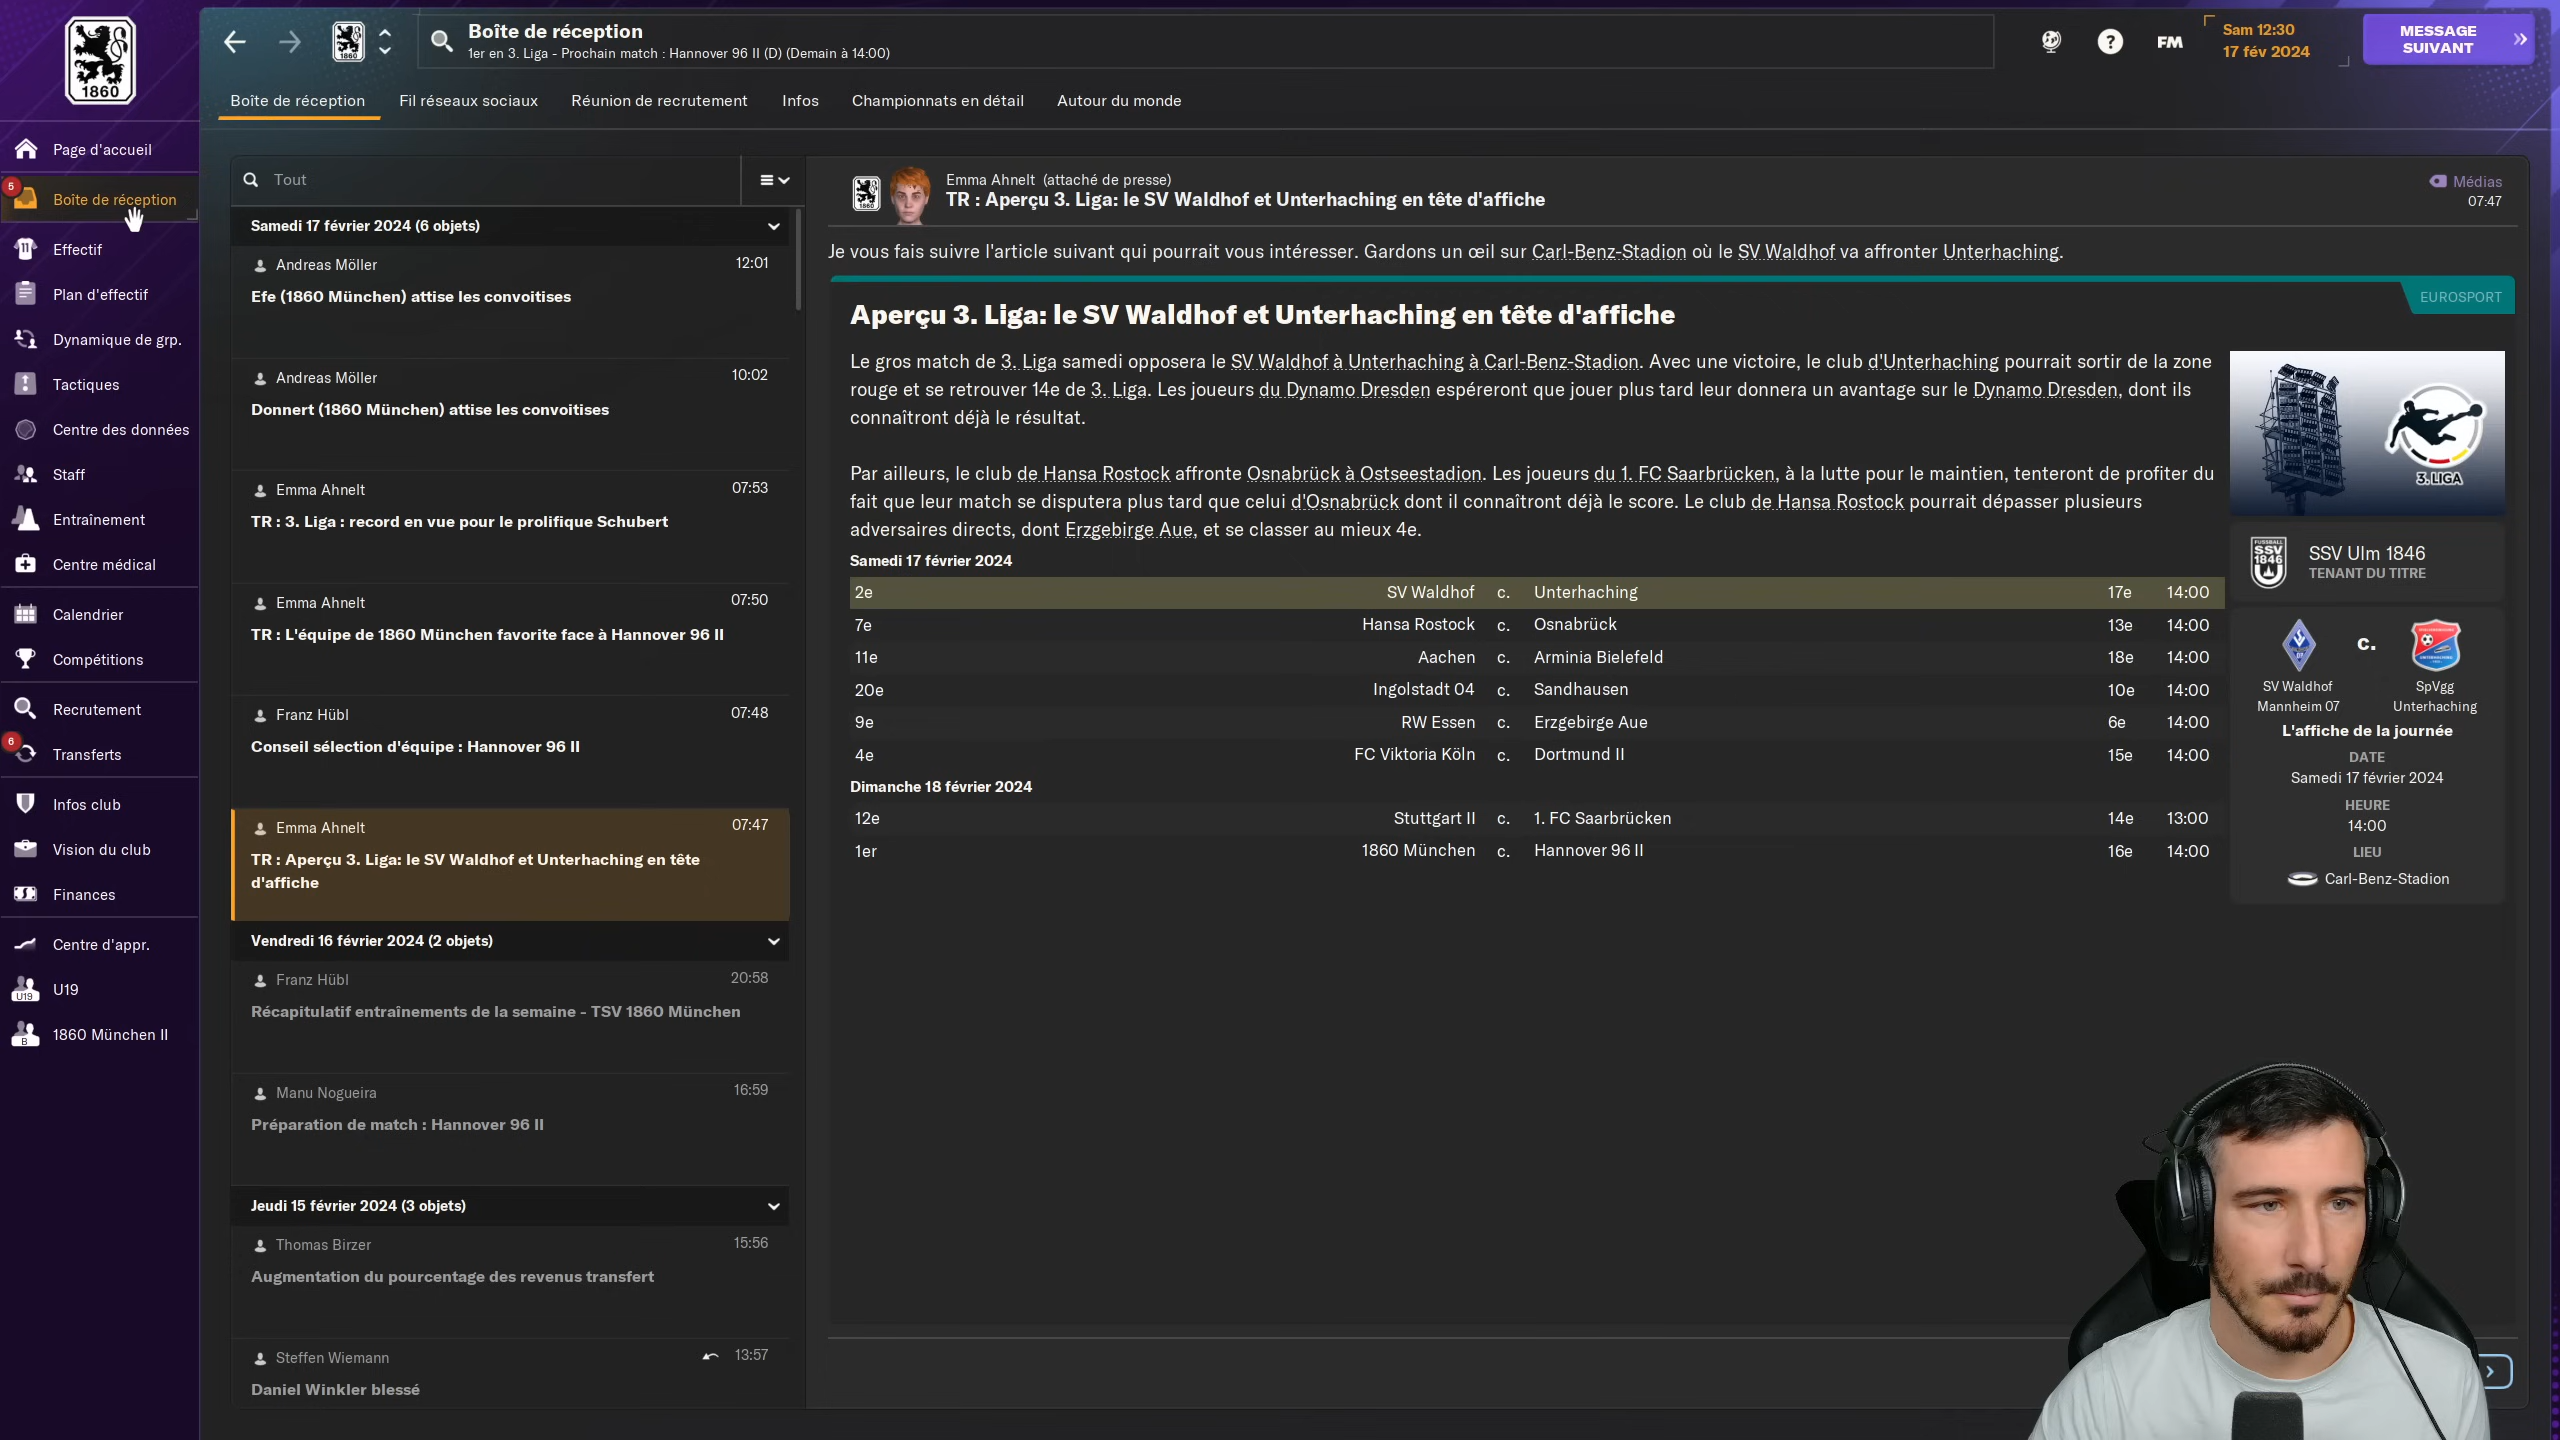 1860
Boîte de réception
1er en 3. Liga - Prochain match : Hannover 96 II (D) (Demain à 14:00)
?
FM
Sam 12:30
17 fév 2024
MESSAGE
SUIVANT
Boîte de réception
Fil réseaux sociaux
Réunion de recrutement
Infos
Championnats en détail
Autour du monde
Page d'accueil
5
Boîte de réception
11
Effectif
Plan d'effectif
Dynamique de grp.
Tactiques
Centre des données
Staff
Entraînement
Centre médical
Calendrier
Compétitions
Recrutement
6
Transferts
Infos club
Vision du club
Finances
Centre d'appr.
U19
U19
B
1860 München II
Tout
Samedi 17 février 2024 (6 objets)
Andreas Möller 12:01
Efe (1860 München) attise les convoitises
Andreas Möller 10:02
Donnert (1860 München) attise les convoitises
Emma Ahnelt 07:53
TR : 3. Liga : record en vue pour le prolifique Schubert
Emma Ahnelt 07:50
TR : L'équipe de 1860 München favorite face à Hannover 96 II
Franz Hübl 07:48
Conseil sélection d'équipe : Hannover 96 II
Emma Ahnelt 07:47
TR : Aperçu 3. Liga: le SV Waldhof et Unterhaching en tête
d'affiche
Vendredi 16 février 2024 (2 objets)
Franz Hübl 20:58
Récapitulatif entraînements de la semaine - TSV 1860 München
Manu Nogueira 16:59
Préparation de match : Hannover 96 II
Jeudi 15 février 2024 (3 objets)
Thomas Birzer 15:56
Augmentation du pourcentage des revenus transfert
Steffen Wiemann 13:57
Daniel Winkler blessé
Emma Ahnelt (attaché de presse)
TR : Aperçu 3. Liga: le SV Waldhof et Unterhaching en tête d'affiche
Médias
07:47
Je vous fais suivre l'article suivant qui pourrait vous intéresser. Gardons un œil sur Carl-Benz-Stadion où le SV Waldhof va affronter Unterhaching.
EUROSPORT
Aperçu 3. Liga: le SV Waldhof et Unterhaching en tête d'affiche
Le gros match de 3. Liga samedi opposera le SV Waldhof à Unterhaching à Carl-Benz-Stadion. Avec une victoire, le club d'Unterhaching pourrait sortir de la zone
rouge et se retrouver 14e de 3. Liga. Les joueurs du Dynamo Dresden espéreront que jouer plus tard leur donnera un avantage sur le Dynamo Dresden, dont ils
connaîtront déjà le résultat.
Par ailleurs, le club de Hansa Rostock affronte Osnabrück à Ostseestadion. Les joueurs du 1. FC Saarbrücken, à la lutte pour le maintien, tenteront de profiter du
fait que leur match se disputera plus tard que celui d'Osnabrück dont il connaîtront déjà le score. Le club de Hansa Rostock pourrait dépasser plusieurs
adversaires directs, dont Erzgebirge Aue, et se classer au mieux 4e.
Samedi 17 février 2024
2e SV Waldhof c. Unterhaching 17e 14:00
7e Hansa Rostock c. Osnabrück 13e 14:00
11e Aachen c. Arminia Bielefeld 18e 14:00
20e Ingolstadt 04 c. Sandhausen 10e 14:00
9e RW Essen c. Erzgebirge Aue 6e 14:00
4e FC Viktoria Köln c. Dortmund II 15e 14:00
Dimanche 18 février 2024
12e Stuttgart II c. 1. FC Saarbrücken 14e 13:00
1er 1860 München c. Hannover 96 II 16e 14:00
3.LIGA
FUSSBALL
SSV
1846
SSV Ulm 1846
TENANT DU TITRE
c.
SV Waldhof
Mannheim 07
SpVgg
Unterhaching
L'affiche de la journée
DATE
Samedi 17 février 2024
HEURE
14:00
LIEU
Carl-Benz-Stadion